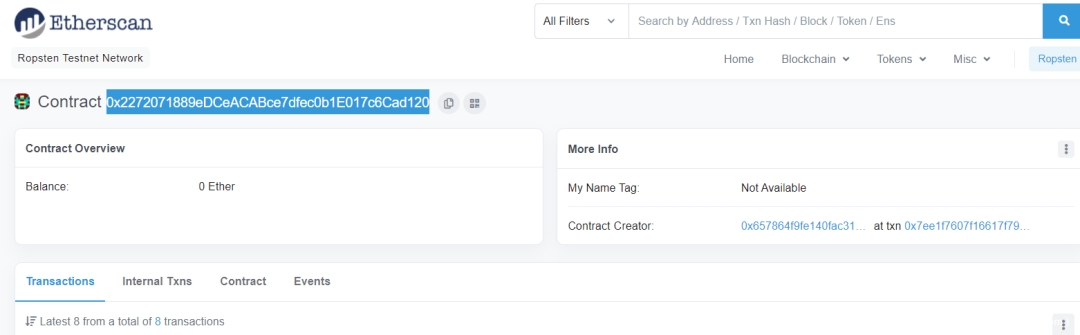 Etherscan
All Filters Search by Address / Txn Hash / Block / Token / Ens
Ropsten Testnet Network
Home Blockchain Tokens Misc Ropsten
Contract 0x2272071889eDCeACABce7dfec0b1E017c6Cad120
Contract Overview
Balance: 0 Ether
More Info
My Name Tag: Not Available
Contract Creator: 0x657864f9fe140fac31... at txn 0x7ee1f7607f16617f79...
Transactions Internal Txns Contract Events
Latest 8 from a total of 8 transactions